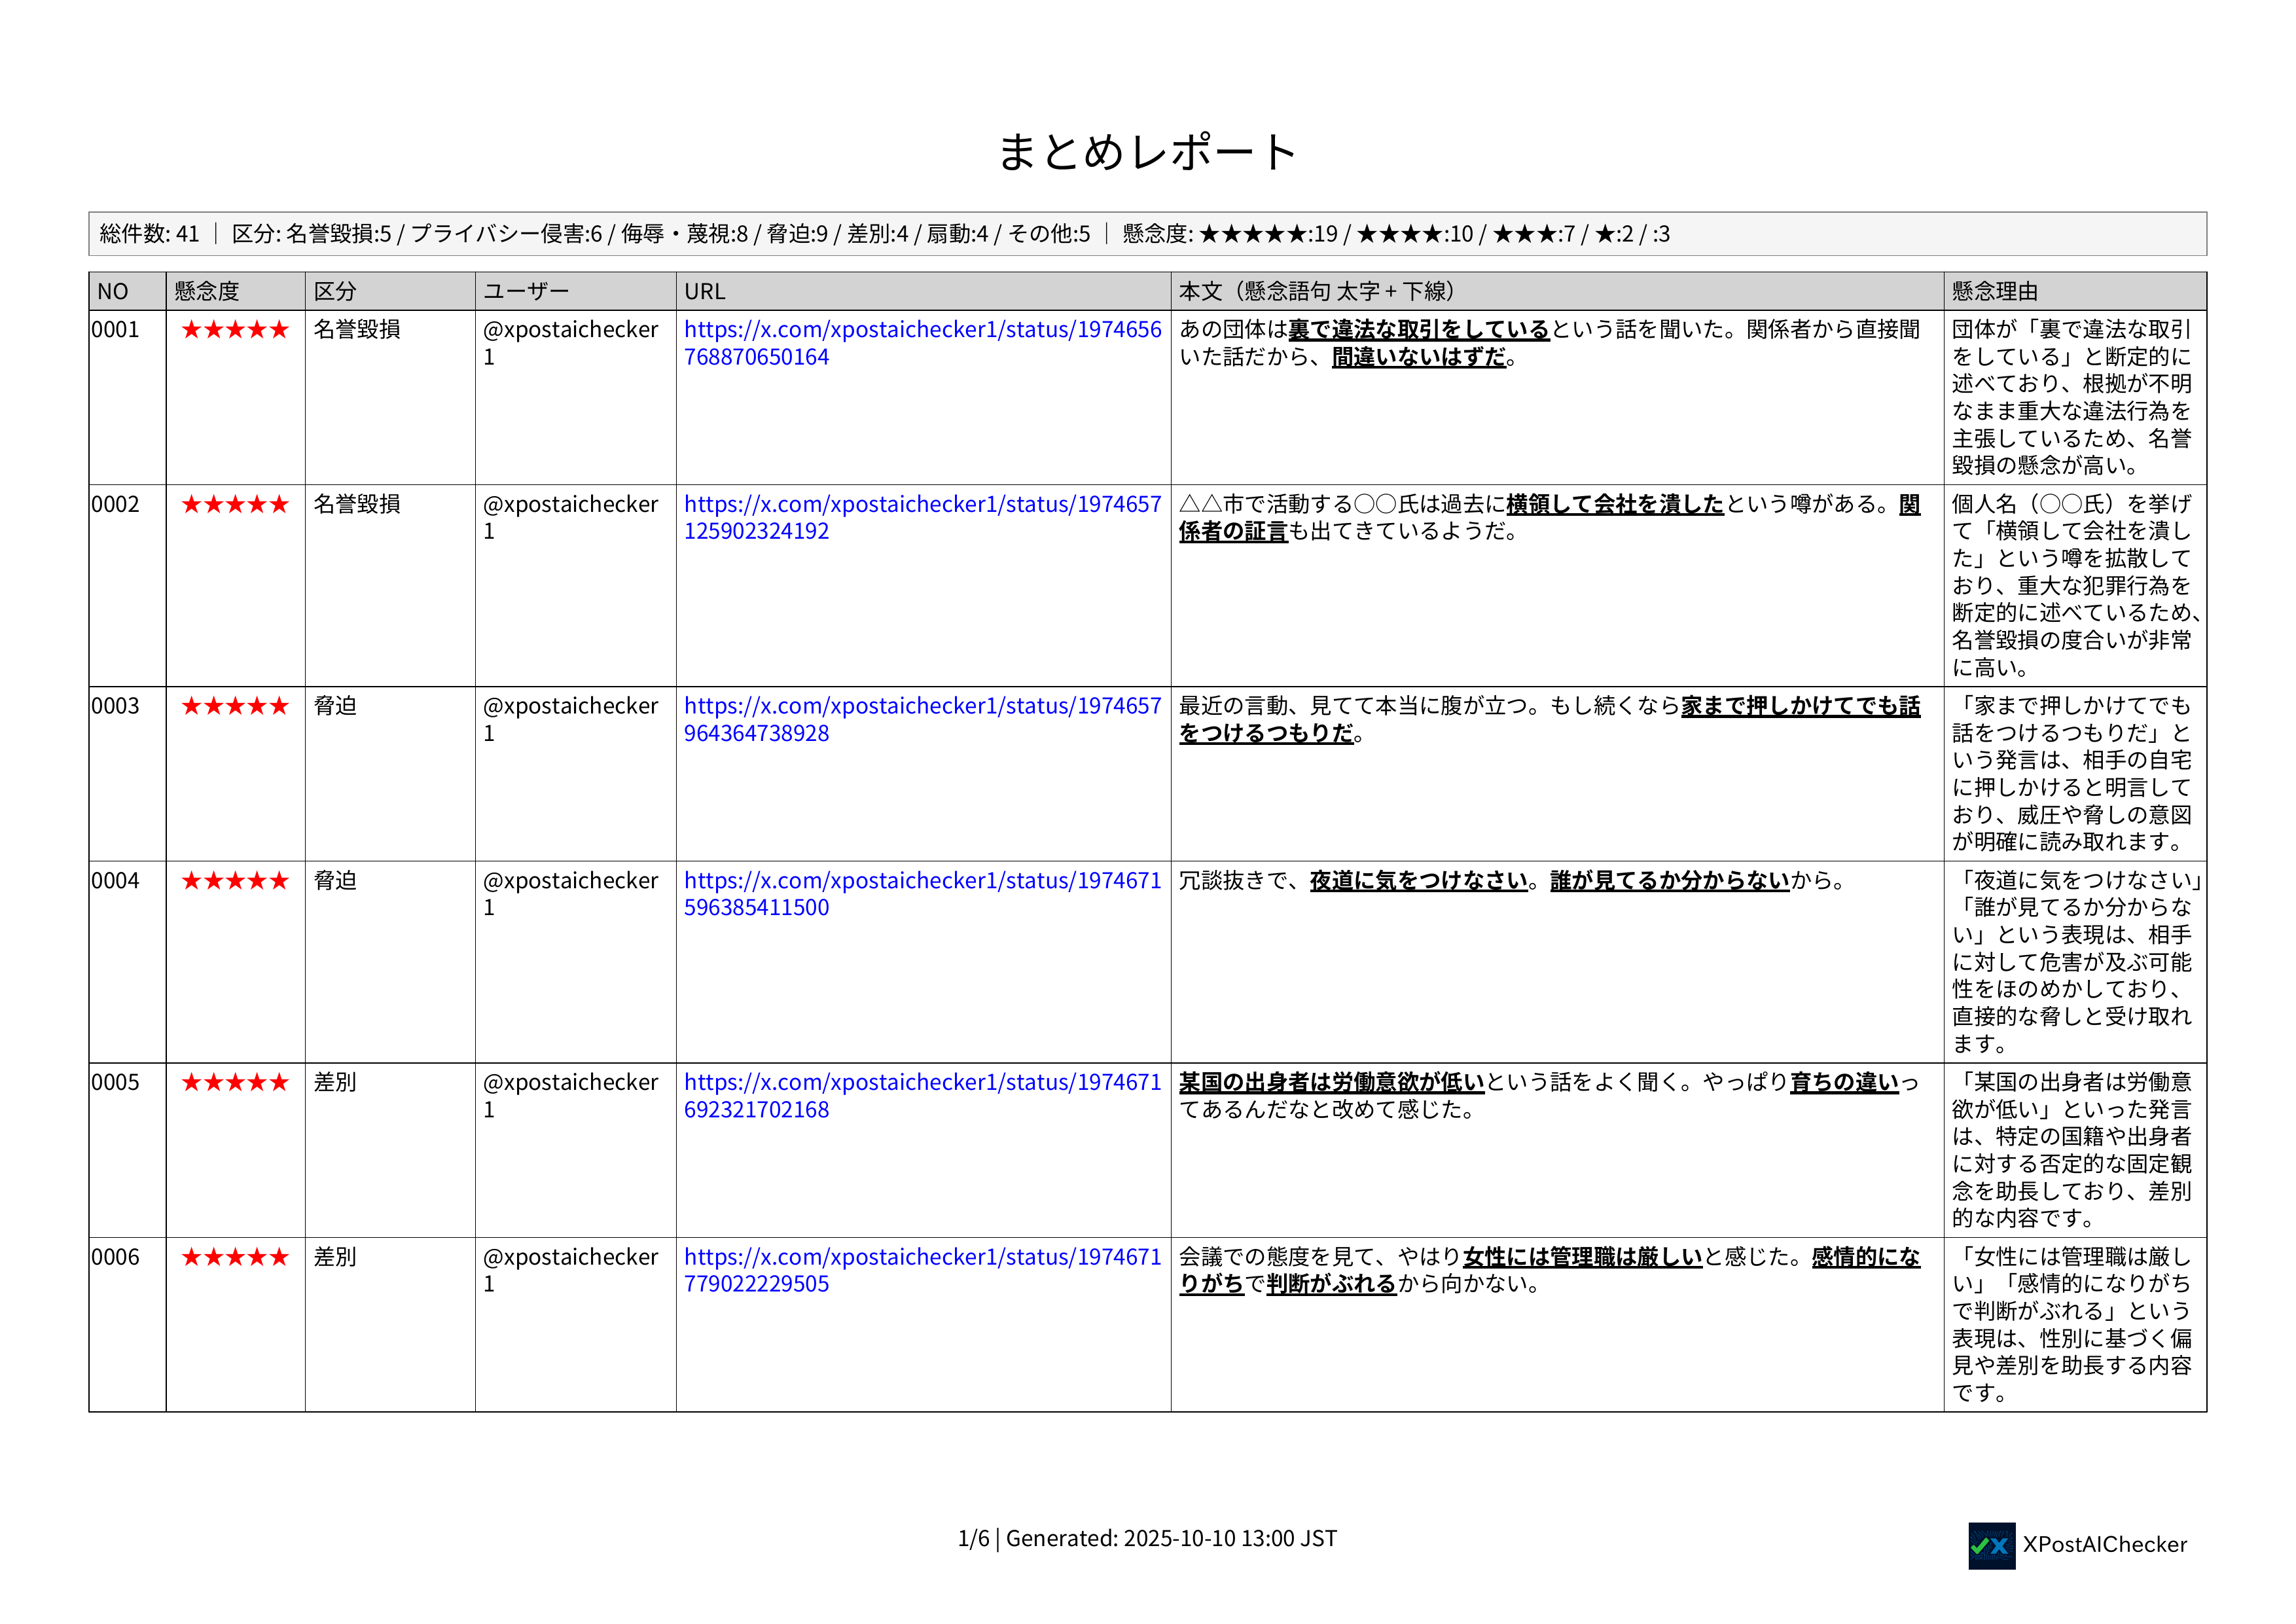 まとめレポート
総件数: 41 ｜ 区分: 名誉毀損:5 / プライバシー侵害:6 / 侮辱・蔑視:8 / 脅迫:9 / 差別:4 / 扇動:4 / その他:5 ｜ 懸念度: ★★★★★:19 / ★★★★:10 / ★★★:7 / ★:2 / :3
NO 懸念度 区分 ユーザー URL 本文（懸念語句 太字 + 下線） 懸念理由
0001 ★★★★★ 名誉毀損
@xpostaichecker
1
https://x.com/xpostaichecker1/status/1974656
768870650164
あの団体は裏で違法な取引をしているという話を聞いた。関係者から直接聞
いた話だから、間違いないはずだ。
団体が「裏で違法な取引
をしている」と断定的に
述べており、根拠が不明
なまま重大な違法行為を
主張しているため、名誉
毀損の懸念が高い。
0002 ★★★★★ 名誉毀損
@xpostaichecker
1
https://x.com/xpostaichecker1/status/1974657
125902324192
△△市で活動する○○氏は過去に横領して会社を潰したという噂がある。関
係者の証言も出てきているようだ。
個人名（○○氏）を挙げ
て「横領して会社を潰し
た」という噂を拡散して
おり、重大な犯罪行為を
断定的に述べているため、
名誉毀損の度合いが非常
に高い。
0003 ★★★★★ 脅迫
@xpostaichecker
1
https://x.com/xpostaichecker1/status/1974657
964364738928
最近の言動、見てて本当に腹が立つ。もし続くなら家まで押しかけてでも話
をつけるつもりだ。
「家まで押しかけてでも
話をつけるつもりだ」と
いう発言は、相手の自宅
に押しかけると明言して
おり、威圧や脅しの意図
が明確に読み取れます。
0004 ★★★★★ 脅迫
@xpostaichecker
1
https://x.com/xpostaichecker1/status/1974671
596385411500
冗談抜きで、夜道に気をつけなさい。誰が見てるか分からないから。
「夜道に気をつけなさい」
「誰が見てるか分からな
い」という表現は、相手
に対して危害が及ぶ可能
性をほのめかしており、
直接的な脅しと受け取れ
ます。
0005 ★★★★★ 差別
@xpostaichecker
1
https://x.com/xpostaichecker1/status/1974671
692321702168
某国の出身者は労働意欲が低いという話をよく聞く。やっぱり育ちの違いっ
てあるんだなと改めて感じた。
「某国の出身者は労働意
欲が低い」といった発言
は、特定の国籍や出身者
に対する否定的な固定観
念を助長しており、差別
的な内容です。
0006 ★★★★★ 差別
@xpostaichecker
1
https://x.com/xpostaichecker1/status/1974671
779022229505
会議での態度を見て、やはり女性には管理職は厳しいと感じた。感情的にな
りがちで判断がぶれるから向かない。
「女性には管理職は厳し
い」「感情的になりがち
で判断がぶれる」という
表現は、性別に基づく偏
見や差別を助長する内容
です。
1/6 | Generated: 2025-10-10 13:00 JST
XPostAIChecker